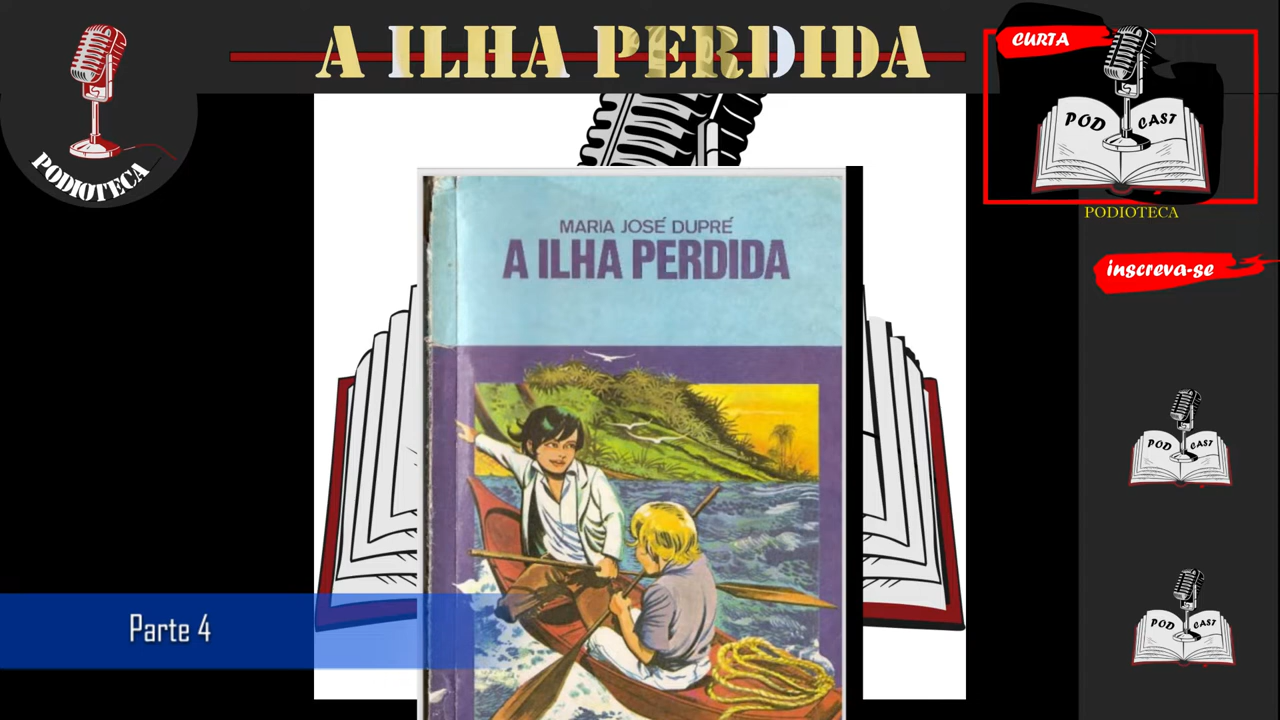 A ILHA PERDIDA
PODIOTECA
CURTA
POD CAST
PODIOTECA
inscreva-se
MARIA JOSÉ DUPRÉ
A ILHA PERDIDA
POD CAST
POD CAST
Parte 4